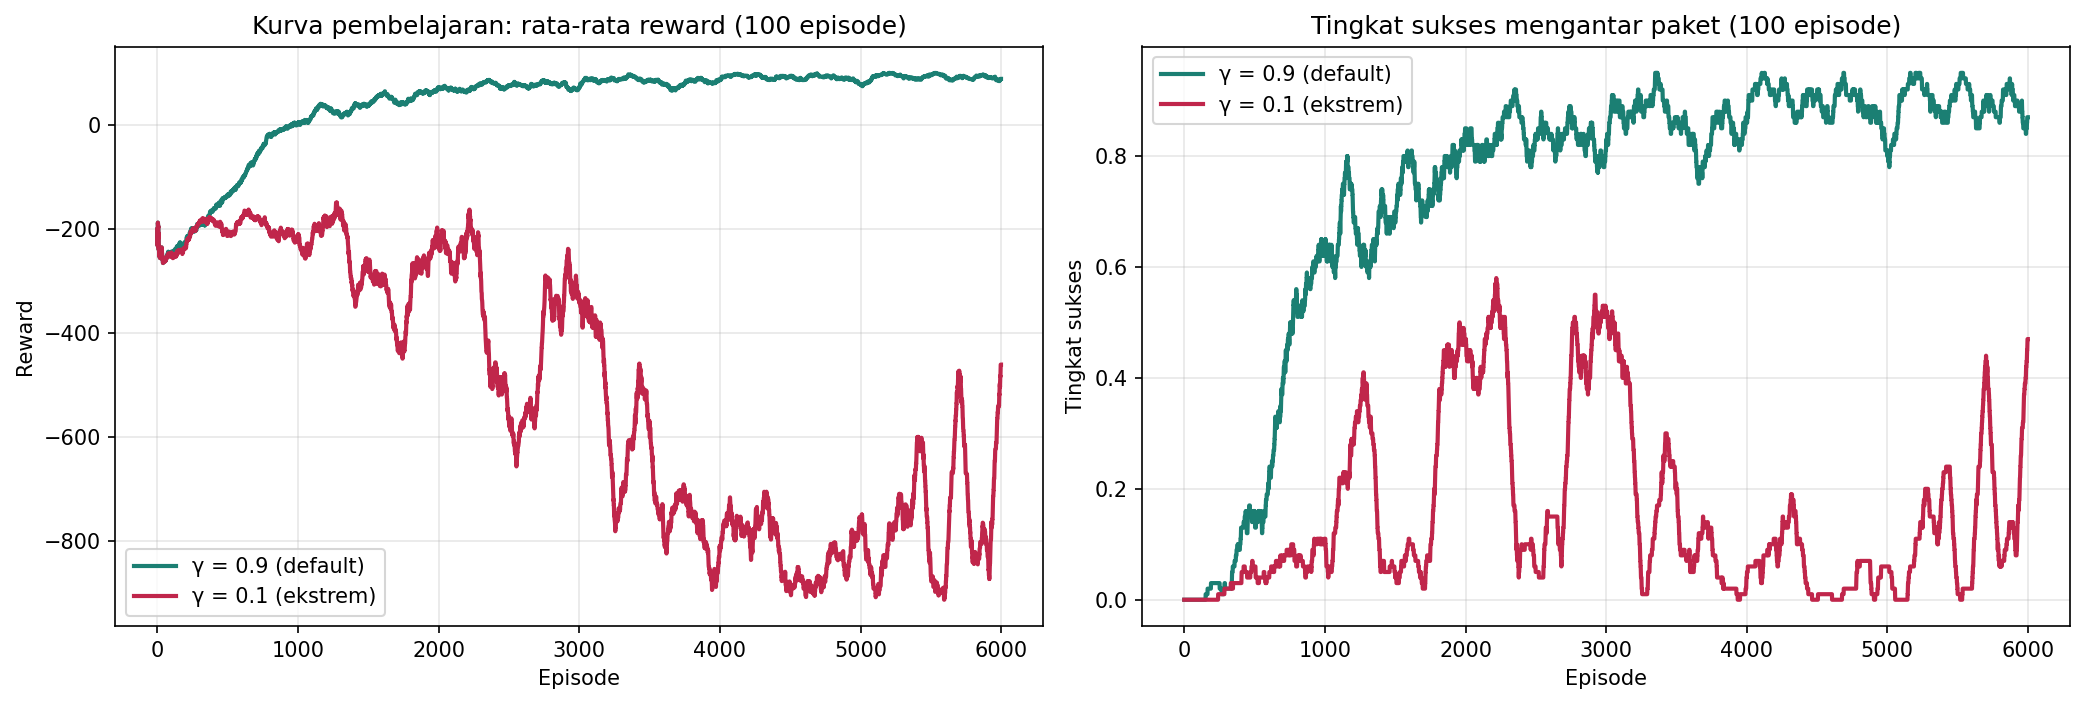 Kurva pembelajaran: rata-rata reward (100 episode)
Reward
0
−200
−400
−600
−800
γ = 0.9 (default)
γ = 0.1 (ekstrem)
0
1000
2000
3000
4000
5000
6000
Episode
Tingkat sukses mengantar paket (100 episode)
γ = 0.9 (default)
γ = 0.1 (ekstrem)
Tingkat sukses
0.8
0.6
0.4
0.2
0.0
0
1000
2000
3000
4000
5000
6000
Episode